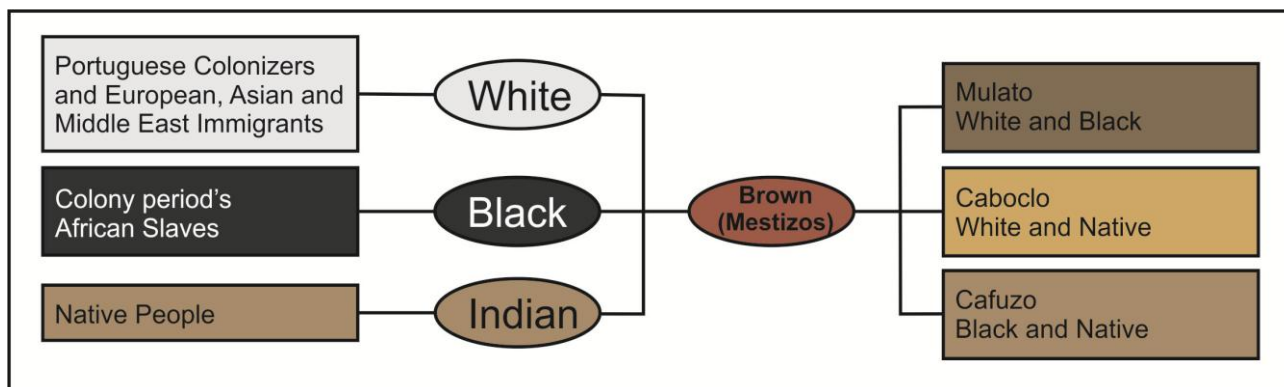 Portuguese Colonizers
and European, Asian and
Middle East Immigrants
White
Colony period's
African Slaves
Black
Native People
Indian
Brown
(Mestizos)
Mulato
White and Black
Caboclo
White and Native
Cafuzo
Black and Native